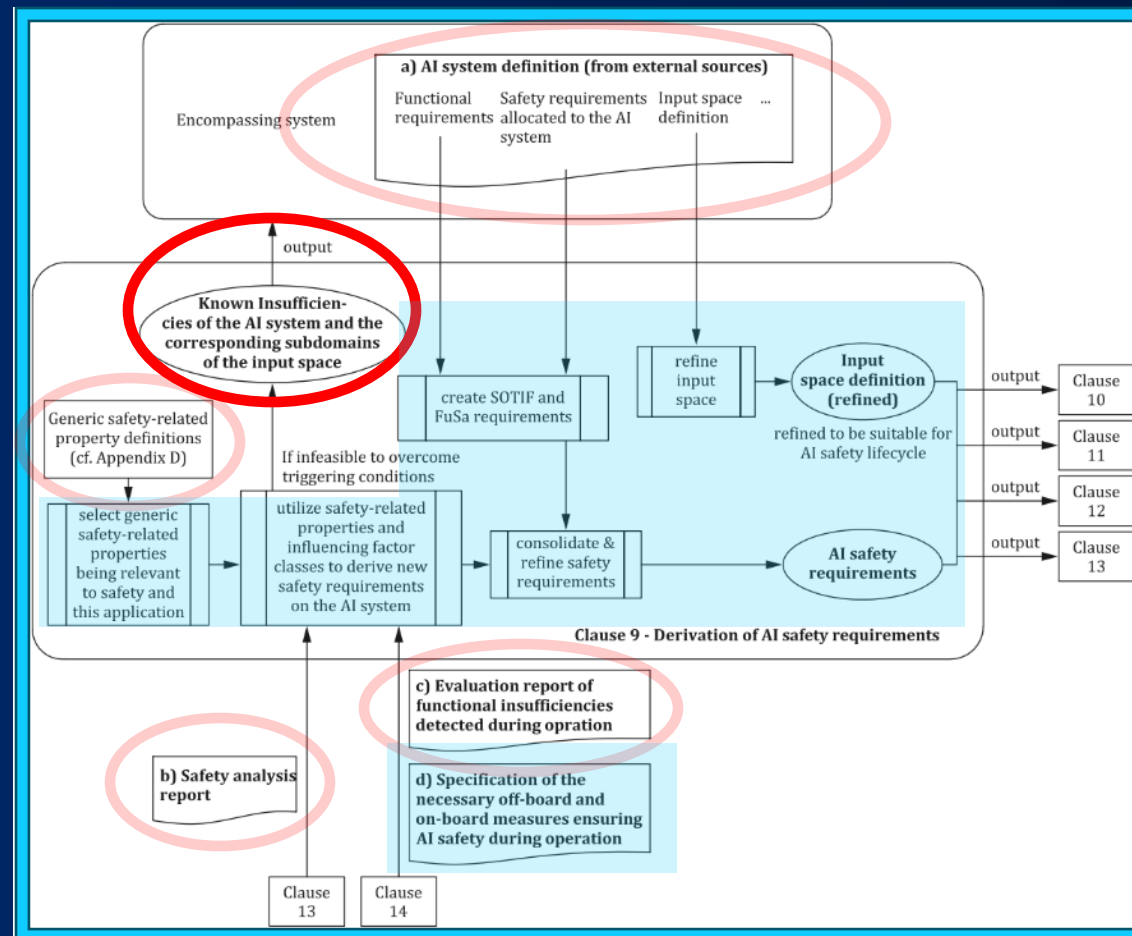 a) AI system definition (from external sources)
Functional
requirements
Safety requirements
allocated to the AI
system
Input space
definition
...
Encompassing system
output
Known Insufficien-
cies of the AI system and the
corresponding subdomains
of the input space
Generic safety-related
property definitions
(cf. Appendix D)
If infeasible to overcome
triggering conditions
create SOTIF and
FuSa requirements
refine
input
space
Input
space definition
(refined)
refined to be suitable for
AI safety lifecycle
output
Clause
10
output
Clause
11
output
Clause
12
output
Clause
13
select generic
safety-related
properties
being relevant
to safety and
this application
utilize safety-related
properties and
influencing factor
classes to derive new
safety requirements
on the AI system
consolidate &
refine safety
requirements
AI safety
requirements
Clause 9 - Derivation of AI safety requirements
c) Evaluation report of
functional insufficiencies
detected during opration
b) Safety analysis
report
d) Specification of the
necessary off-board and
on-board measures ensuring
AI safety during operation
Clause
13
Clause
14